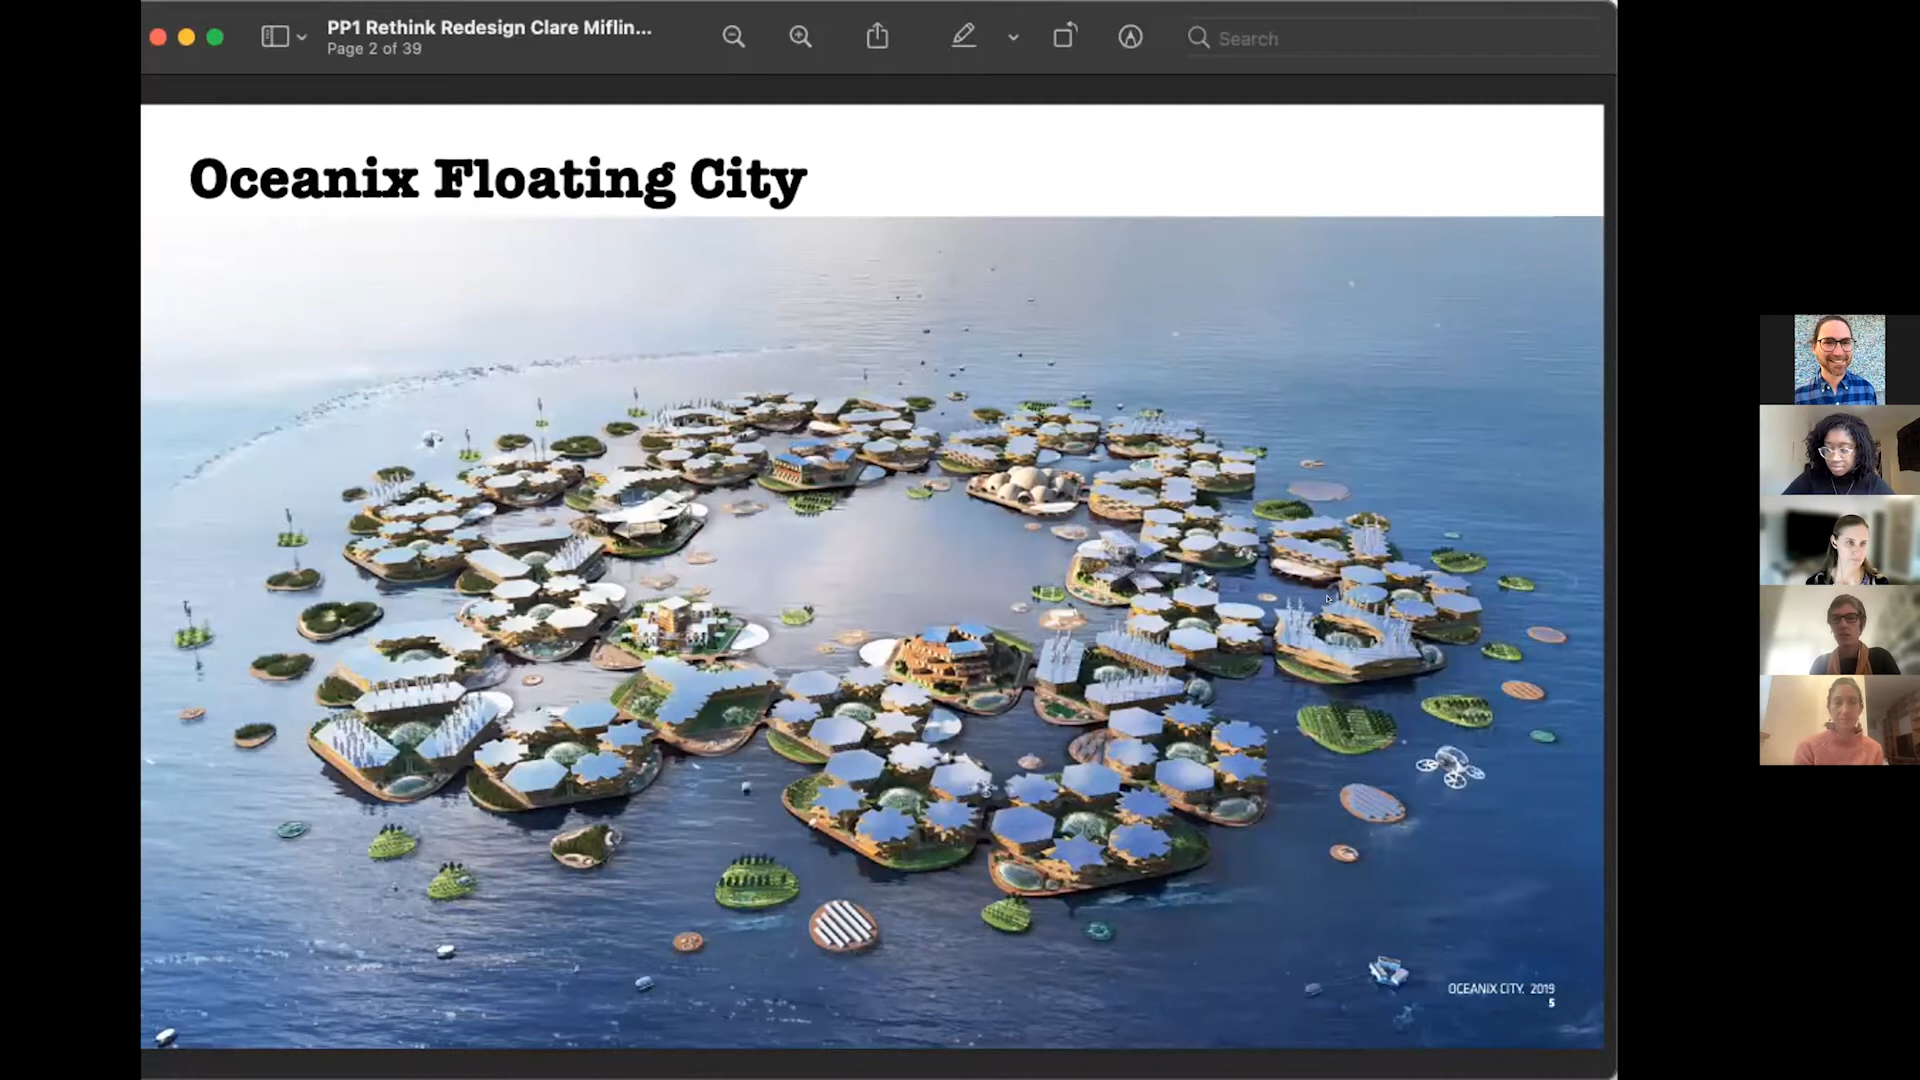 PP1 Rethink Redesign Clare Miflin...
Page 2 of 39
Search
Oceanix Floating City
OCEANIX CITY. 2019
5